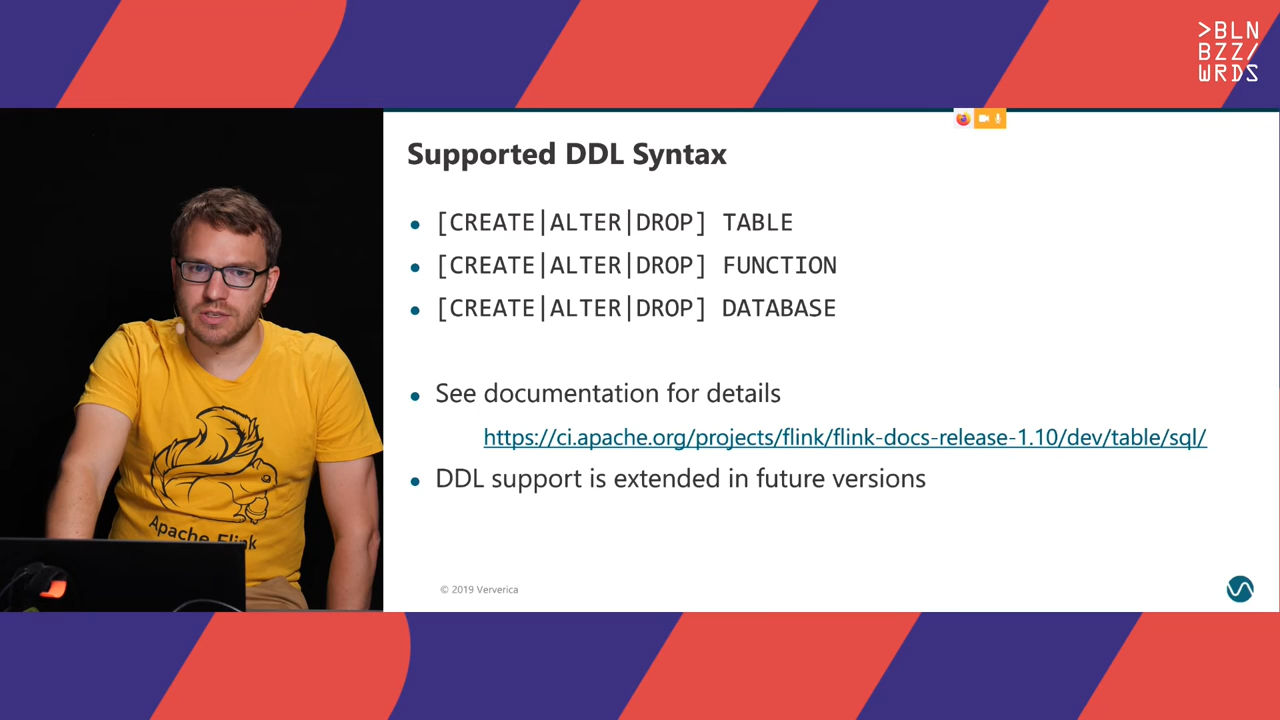 >BLN
BZZ/
WRDS
Supported DDL Syntax
• [CREATE|ALTER|DROP] TABLE
• [CREATE|ALTER|DROP] FUNCTION
• [CREATE|ALTER|DROP] DATABASE
• See documentation for details
https://ci.apache.org/projects/flink/flink-docs-release-1.10/dev/table/sql/
• DDL support is extended in future versions
Apache Flink
© 2019 Ververica